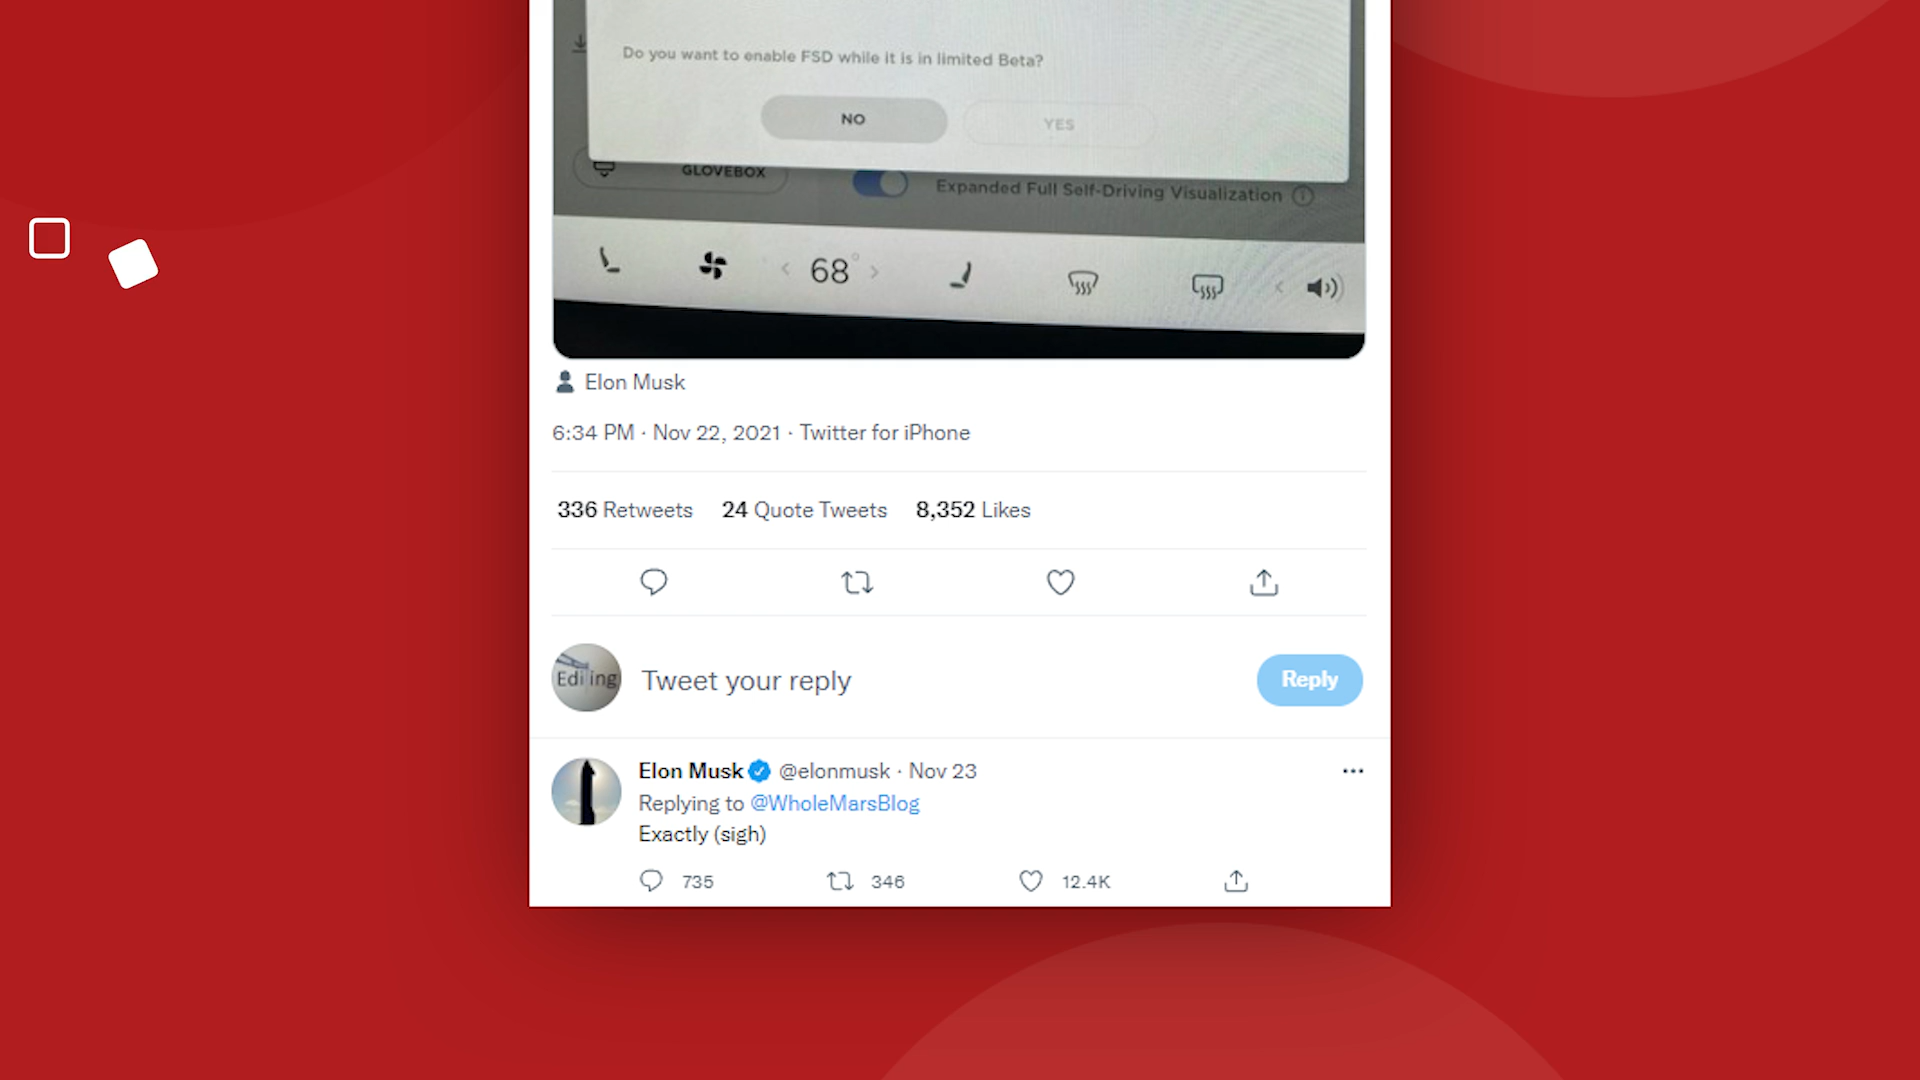 Do you want to enable FSD while it is in limited Beta?
NO YES
GLOVEBOX Expanded Full Self-Driving Visualization
68°
Elon Musk
6:34 PM · Nov 22, 2021 · Twitter for iPhone
336 Retweets 24 Quote Tweets 8,352 Likes
Edi ing Tweet your reply Reply
Elon Musk @elonmusk · Nov 23
Replying to @WholeMarsBlog
Exactly (sigh)
735 346 12.4K